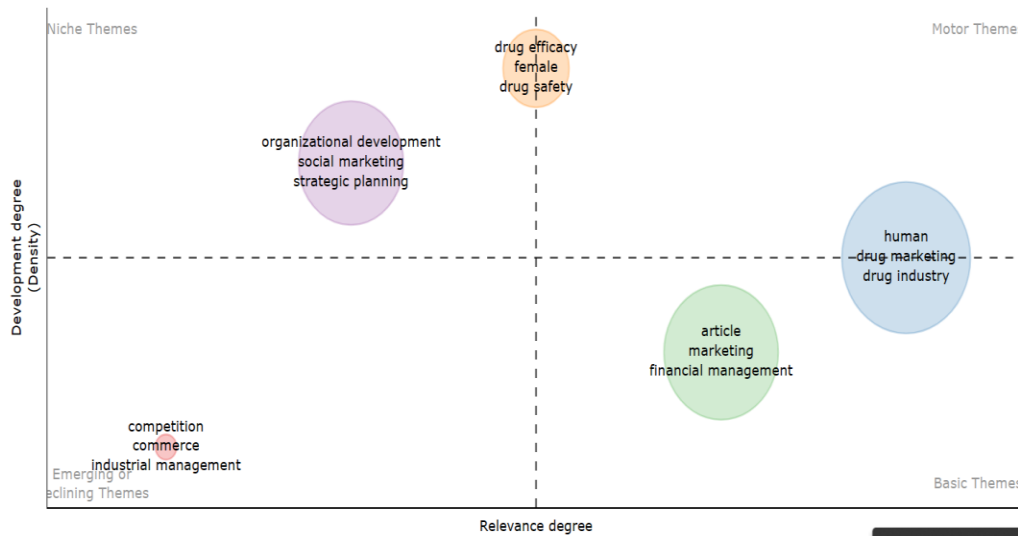 Niche Themes
Motor Theme
drug efficacy
female
drug safety
organizational development
social marketing
strategic planning
human
drug marketing
drug industry
article
marketing
financial management
competition
commerce
industrial management
Emerging or
eclining Themes
Basic Themes
Development degree
(Density)
Relevance degree